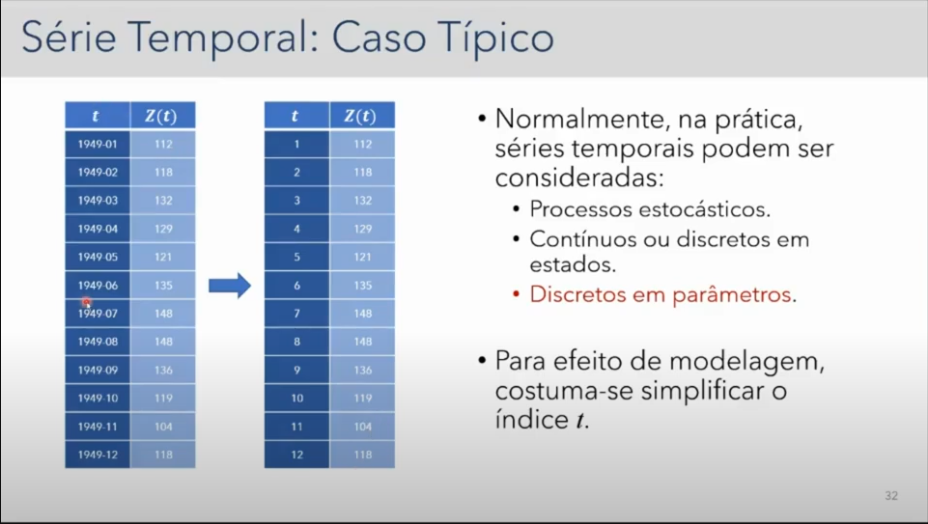 Série Temporal: Caso Típico
t Z(t)
1949-01 112
1949-02 118
1949-03 132
1949-04 129
1949-05 121
1949-06 135
1949-07 148
1949-08 148
1949-09 136
1949-10 119
1949-11 104
1949-12 118
t Z(t)
1 112
2 118
3 132
4 129
5 121
6 135
7 148
8 148
9 136
10 119
11 104
12 118
• Normalmente, na prática,
séries temporais podem ser
consideradas:
• Processos estocásticos.
• Contínuos ou discretos em
estados.
• Discretos em parâmetros.
• Para efeito de modelagem,
costuma-se simplificar o
índice t.
32